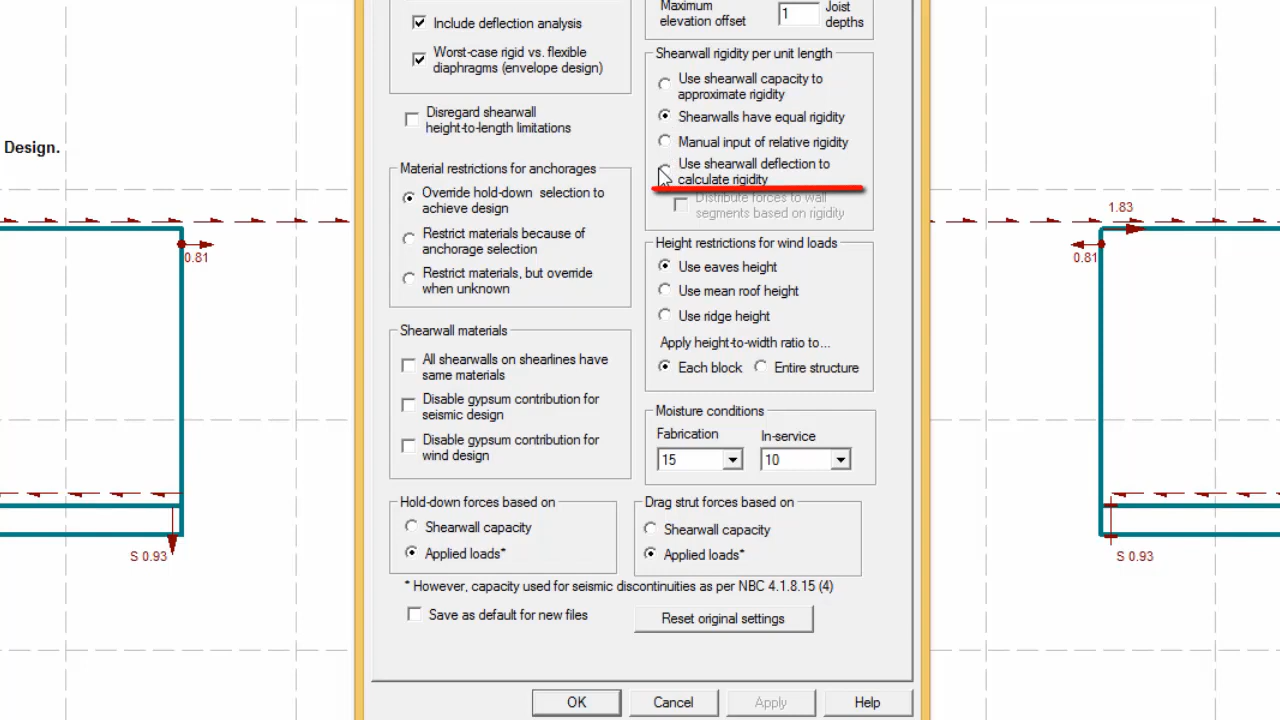 Include deflection analysis
Worst-case rigid vs. flexible
diaphragms (envelope design)
Disregard shearwall
height-to-length limitations
Material restrictions for anchorages
Override hold-down selection to
achieve design
Restrict materials because of
anchorage selection
Restrict materials, but override
when unknown
Shearwall materials
All shearwalls on shearlines have
same materials
Disable gypsum contribution for
seismic design
Disable gypsum contribution for
wind design
Hold-down forces based on
Shearwall capacity
Applied loads*
Maximum
elevation offset
1
Joist
depths
Shearwall rigidity per unit length
Use shearwall capacity to
approximate rigidity
Shearwalls have equal rigidity
Manual input of relative rigidity
Use shearwall deflection to
calculate rigidity
Distribute forces to wall
segments based on rigidity
Height restrictions for wind loads
Use eaves height
Use mean roof height
Use ridge height
Apply height-to-width ratio to...
Each block
Entire structure
Moisture conditions
Fabrication
In-service
15
10
Drag strut forces based on
Shearwall capacity
Applied loads*
* However, capacity used for seismic discontinuities as per NBC 4.1.8.15 (4)
Save as default for new files
Reset original settings
OK
Cancel
Apply
Help
Design.
0.81
S 0.93
1.83
0.81
S 0.93